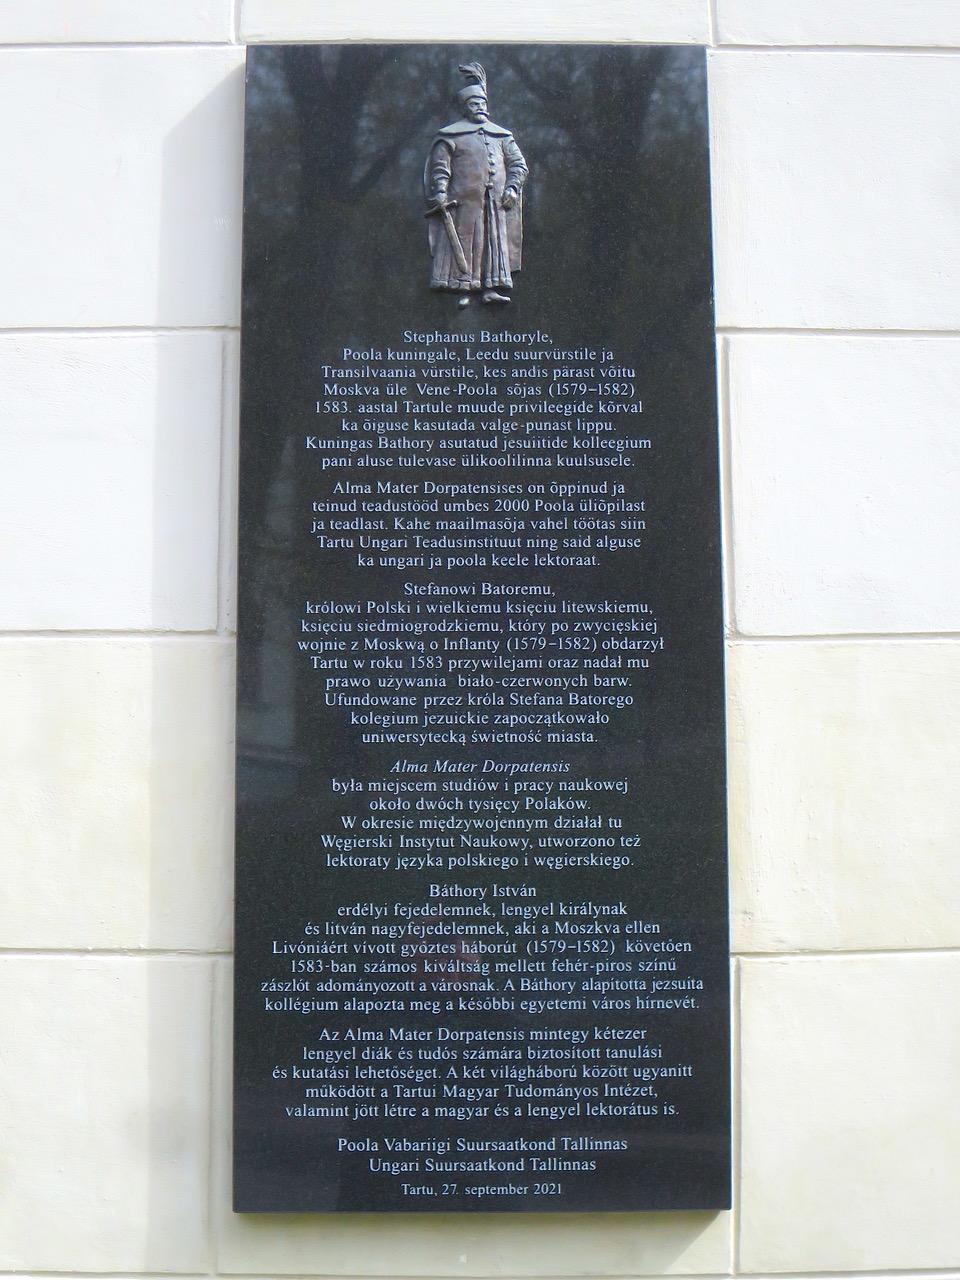 Stephanus Bathoryle,
Poola kuningale, Leedu suurvürstile ja
Transilvaania vürstile, kes andis pärast võitu
Moskva üle Vene-Poola sõjas (1579–1582)
1583. aastal Tartule muude privileegide kõrval
ka õiguse kasutada valge-punast lippu.
Kuningas Bathory asutatud jesuiitide kolleegium
pani aluse tulevase ülikoolilinna kuulsusele.
Alma Mater Dorpatensises on õppinud ja
teinud teadustööd umbes 2000 Poola üliõpilast
ja teadlast. Kahe maailmasõja vahel töötas siin
Tartu Ungari Teadusinstituut ning said alguse
ka ungari ja poola keele lektoraat.
Stefanowi Batoremu,
królowi Polski i wielkiemu księciu litewskiemu,
księciu siedmiogrodzkiemu, który po zwycięskiej
wojnie z Moskwą o Inflanty (1579–1582) obdarzył
Tartu w roku 1583 przywilejami oraz nadał mu
prawo używania biało-czerwonych barw.
Ufundowane przez króla Stefana Batorego
kolegium jezuickie zapoczątkowało
uniwersytecką świetność miasta.
Alma Mater Dorpatensis
była miejscem studiów i pracy naukowej
około dwóch tysięcy Polaków.
W okresie międzywojennym działał tu
Węgierski Instytut Naukowy, utworzono też
lektoraty języka polskiego i węgierskiego.
Báthory István
erdélyi fejedelemnek, lengyel királynak
és litván nagyfejedelemnek, aki a Moszkva ellen
Livóniáért vívott győztes háborút (1579–1582) követően
1583-ban számos kiváltság mellett fehér-piros színű
zászlót adományozott a városnak. A Báthory alapította jezsuita
kollégium alapozta meg a későbbi egyetemi város hírnevét.
Az Alma Mater Dorpatensis mintegy kétezer
lengyel diák és tudós számára biztosított tanulási
és kutatási lehetőséget. A két világháború között ugyanitt
működött a Tartui Magyar Tudományos Intézet,
valamint jött létre a magyar és a lengyel lektorátus is.
Poola Vabariigi Suursaatkond Tallinnas
Ungari Suursaatkond Tallinnas
Tartu, 27. september 2021